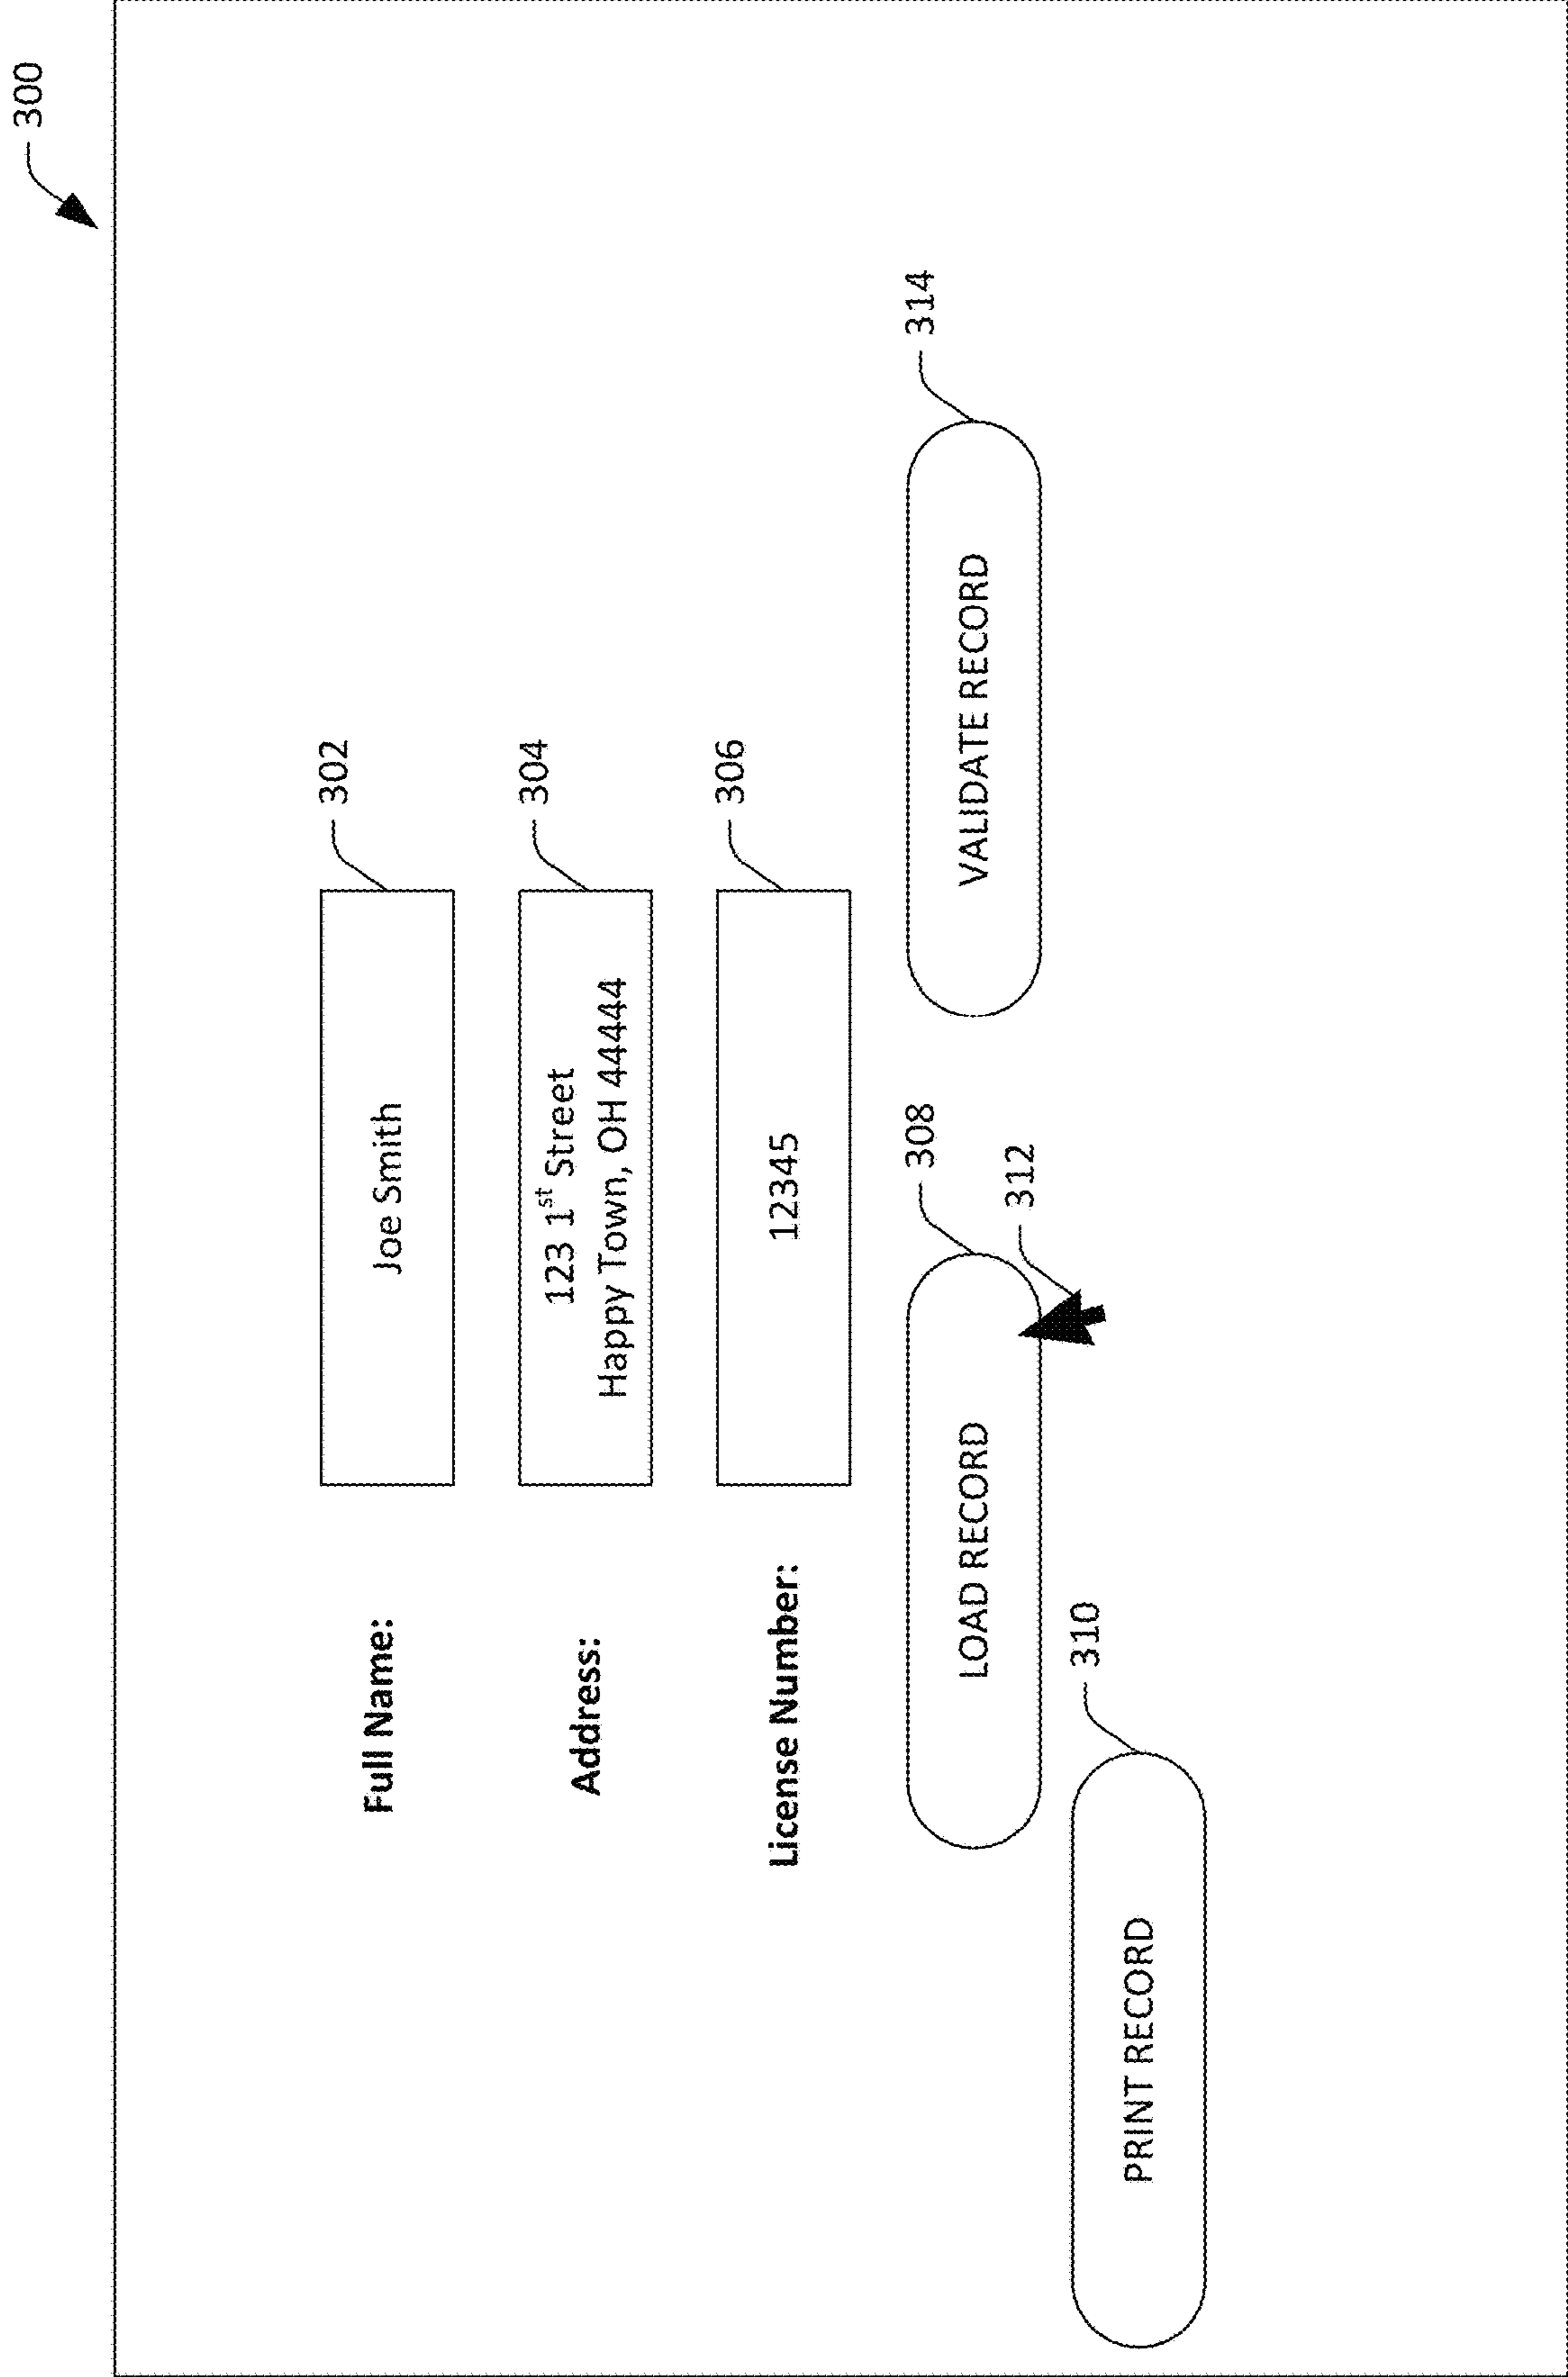 300
Full Name:
Joe Smith
302
Address:
123 1st Street
Happy Town, OH 44444
304
License Number:
12345
306
LOAD RECORD
308
VALIDATE RECORD
314
312
PRINT RECORD
310